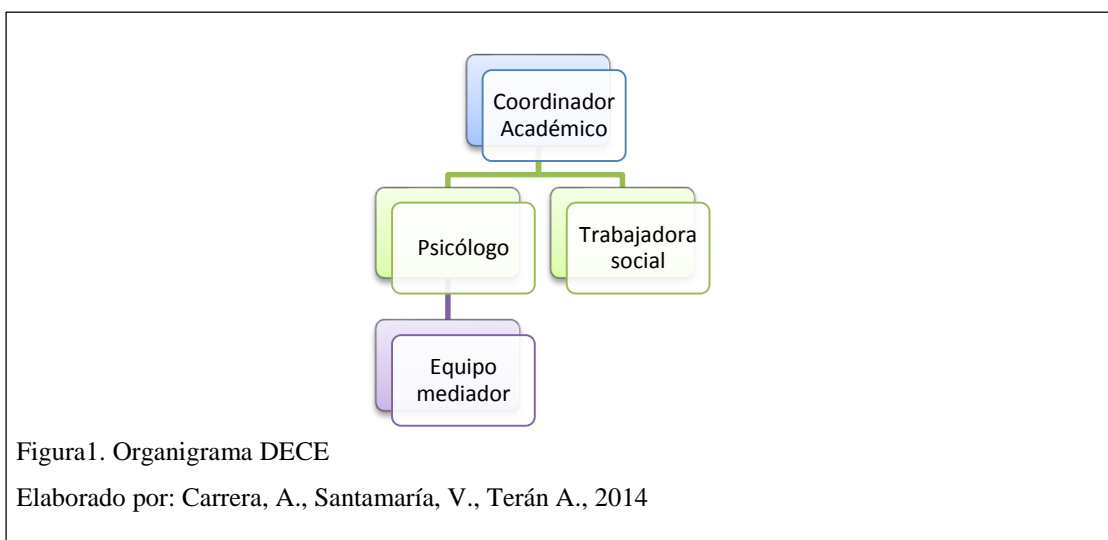 Coordinador
Académico
Psicólogo
Trabajadora
social
Equipo
mediador
Figura1. Organigrama DECE
Elaborado por: Carrera, A., Santamaría, V., Terán A., 2014